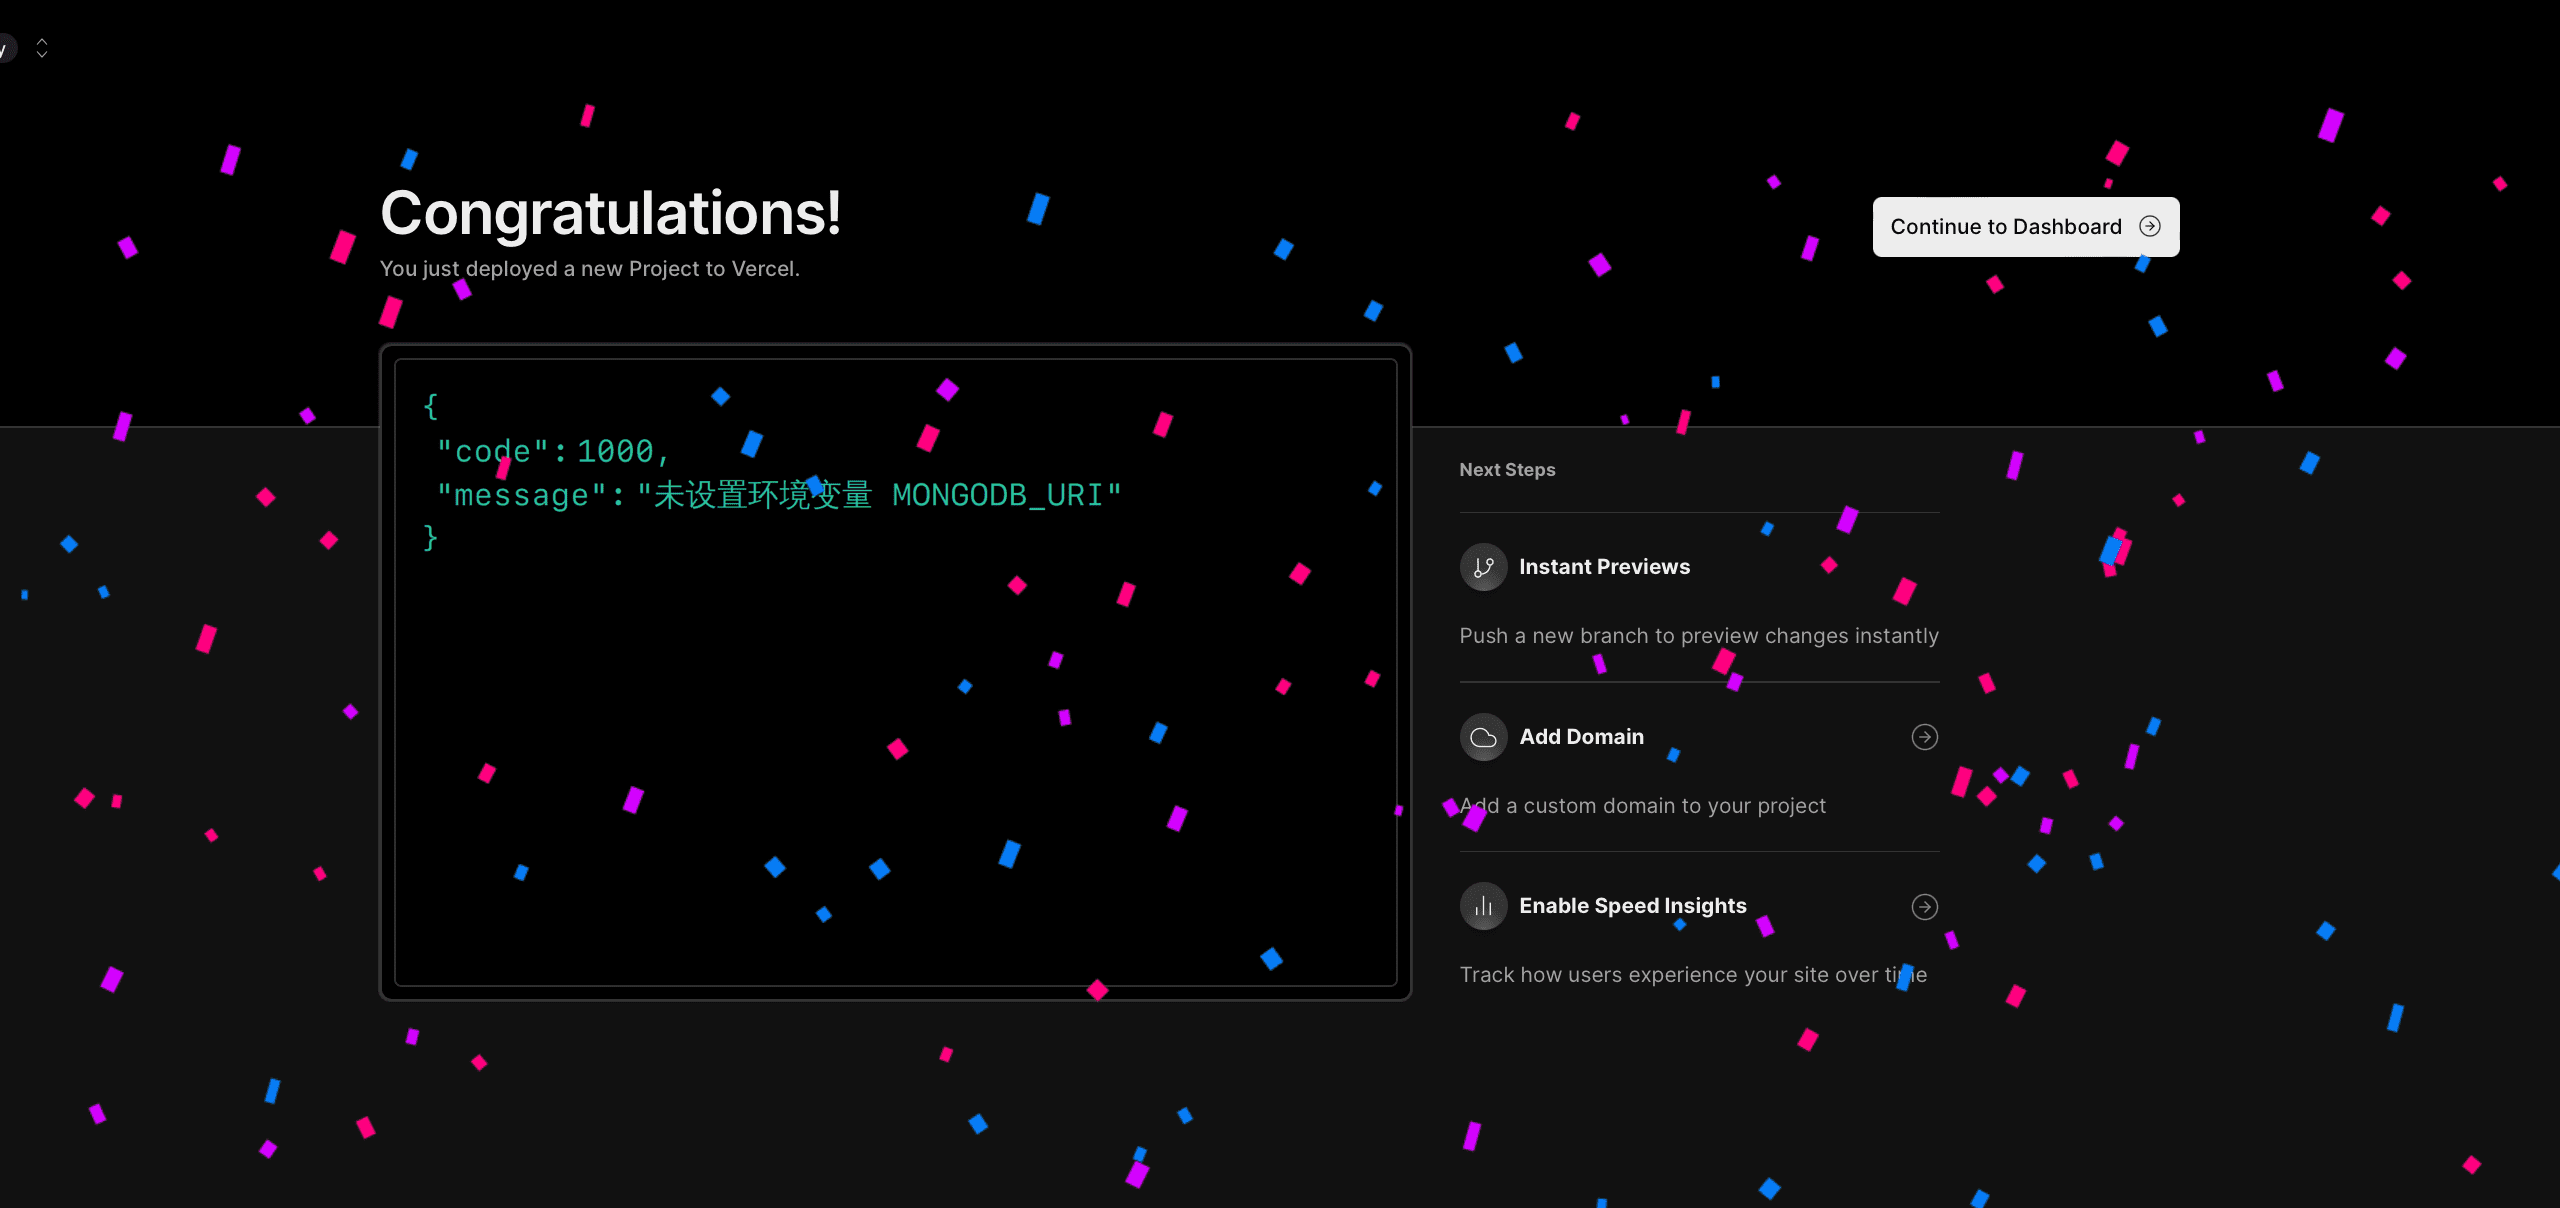 y
Congratulations!
You just deployed a new Project to Vercel.
Continue to Dashboard
{
"code": 1000,
"message": "未设置环境变量 MONGODB_URI"
}
Next Steps
Instant Previews
Push a new branch to preview changes instantly
Add Domain
Add a custom domain to your project
Enable Speed Insights
Track how users experience your site over time